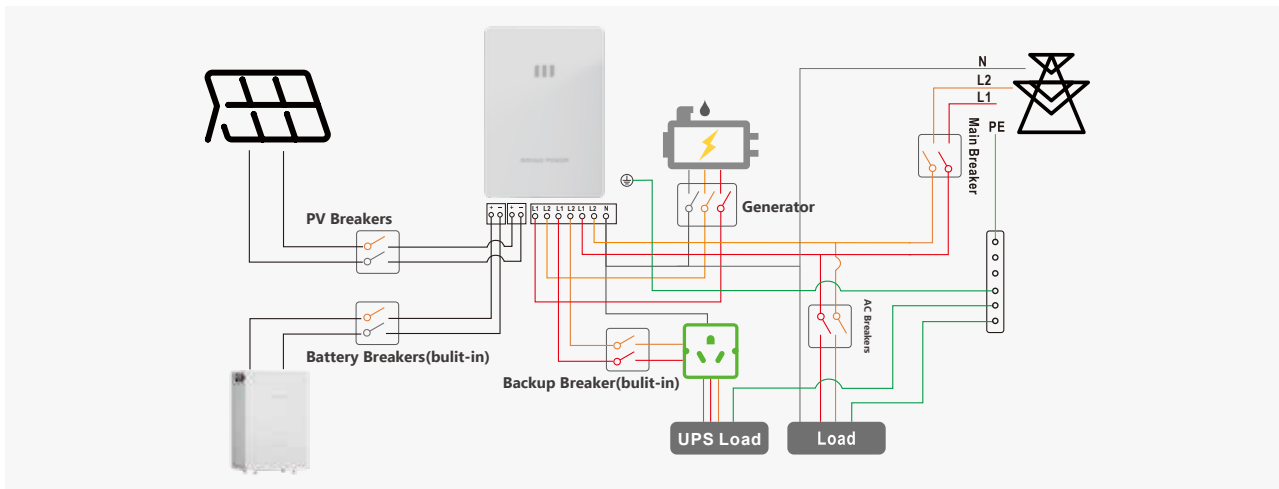 N
L2
L1
PE
Main Breaker
Generator
+ - + - L1 L2 L1 L2 L1 L2 N
PV Breakers
AC Breakers
Battery Breakers(bulit-in)
Backup Breaker(bulit-in)
UPS Load
Load